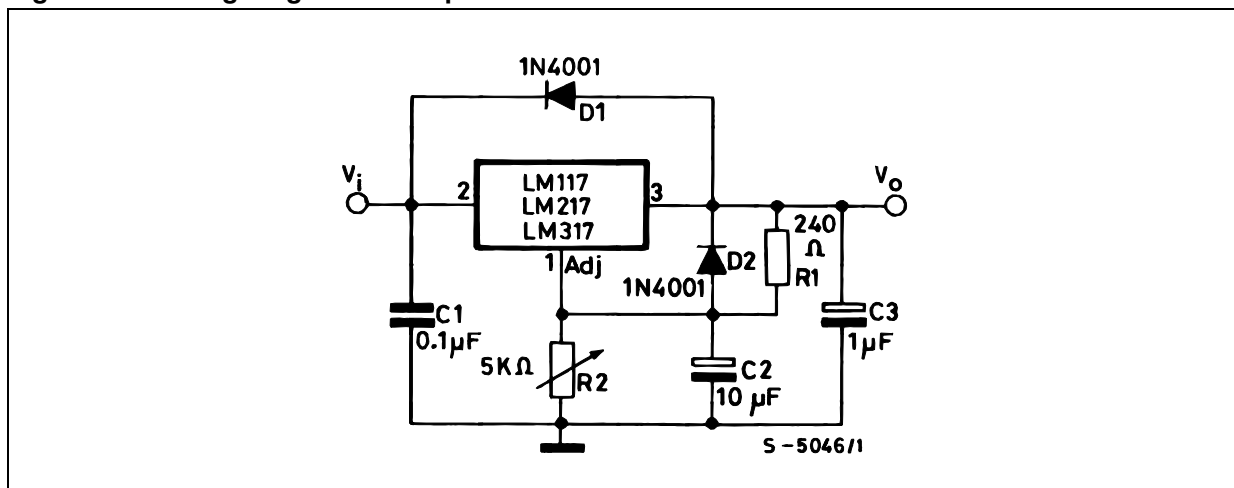 1N4001
D1
Vi
2
LM117
LM217
LM317
3
Vo
1 Adj
D2
1N4001
240
Ω
R1
C1
0.1µF
C3
1µF
5KΩ
R2
C2
10 µF
S-5046/1